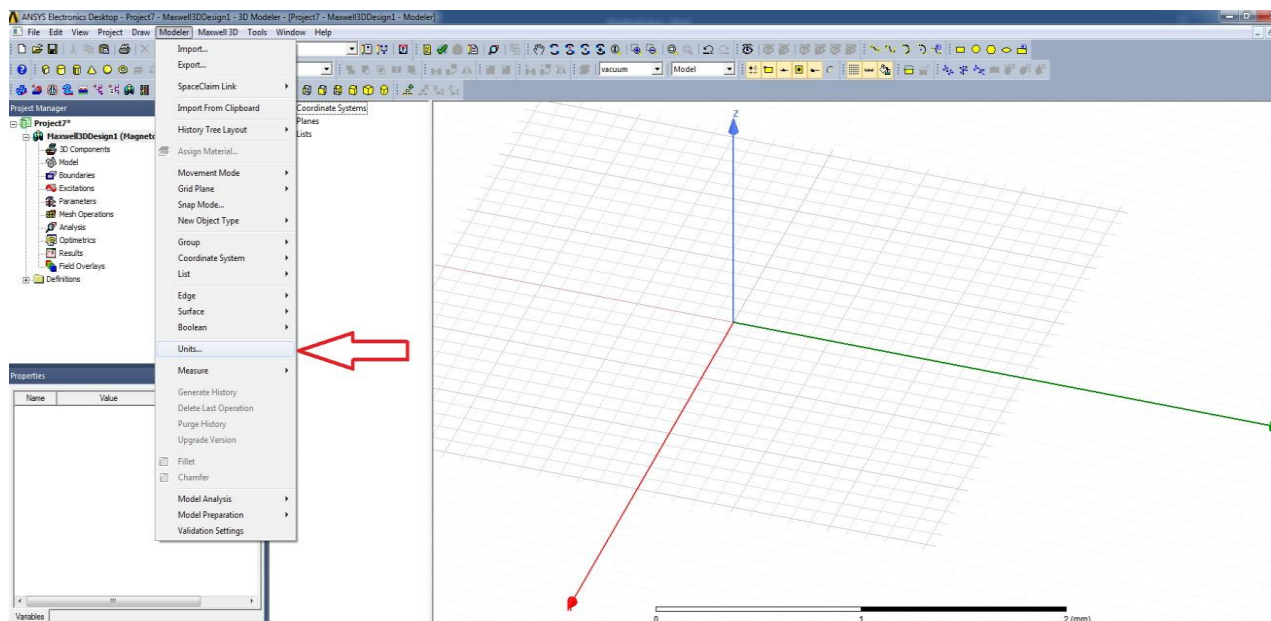 ANSYS Electronics Desktop - Project7 - Maxwell3DDesign1 - 3D Modeler - [Project7 - Maxwell3DDesign1 - Modeler]
File Edit View Project Draw Modeler Maxwell 3D Tools Window Help
vacuum Model
Project Manager
Project7*
Maxwell3DDesign1 (Magneto
3D Components
Model
Boundaries
Excitations
Parameters
Mesh Operations
Analysis
Optimetrics
Results
Field Overlays
Definitions
Properties
Name Value
Variables
Import...
Export...
SpaceClaim Link
Import From Clipboard
History Tree Layout
Assign Material...
Movement Mode
Grid Plane
Snap Mode...
New Object Type
Group
Coordinate System
List
Edge
Surface
Boolean
Units...
Measure
Generate History
Delete Last Operation
Purge History
Upgrade Version
Fillet
Chamfer
Model Analysis
Model Preparation
Validation Settings
Coordinate Systems
Planes
Lists
Z
0 1 2 (mm)